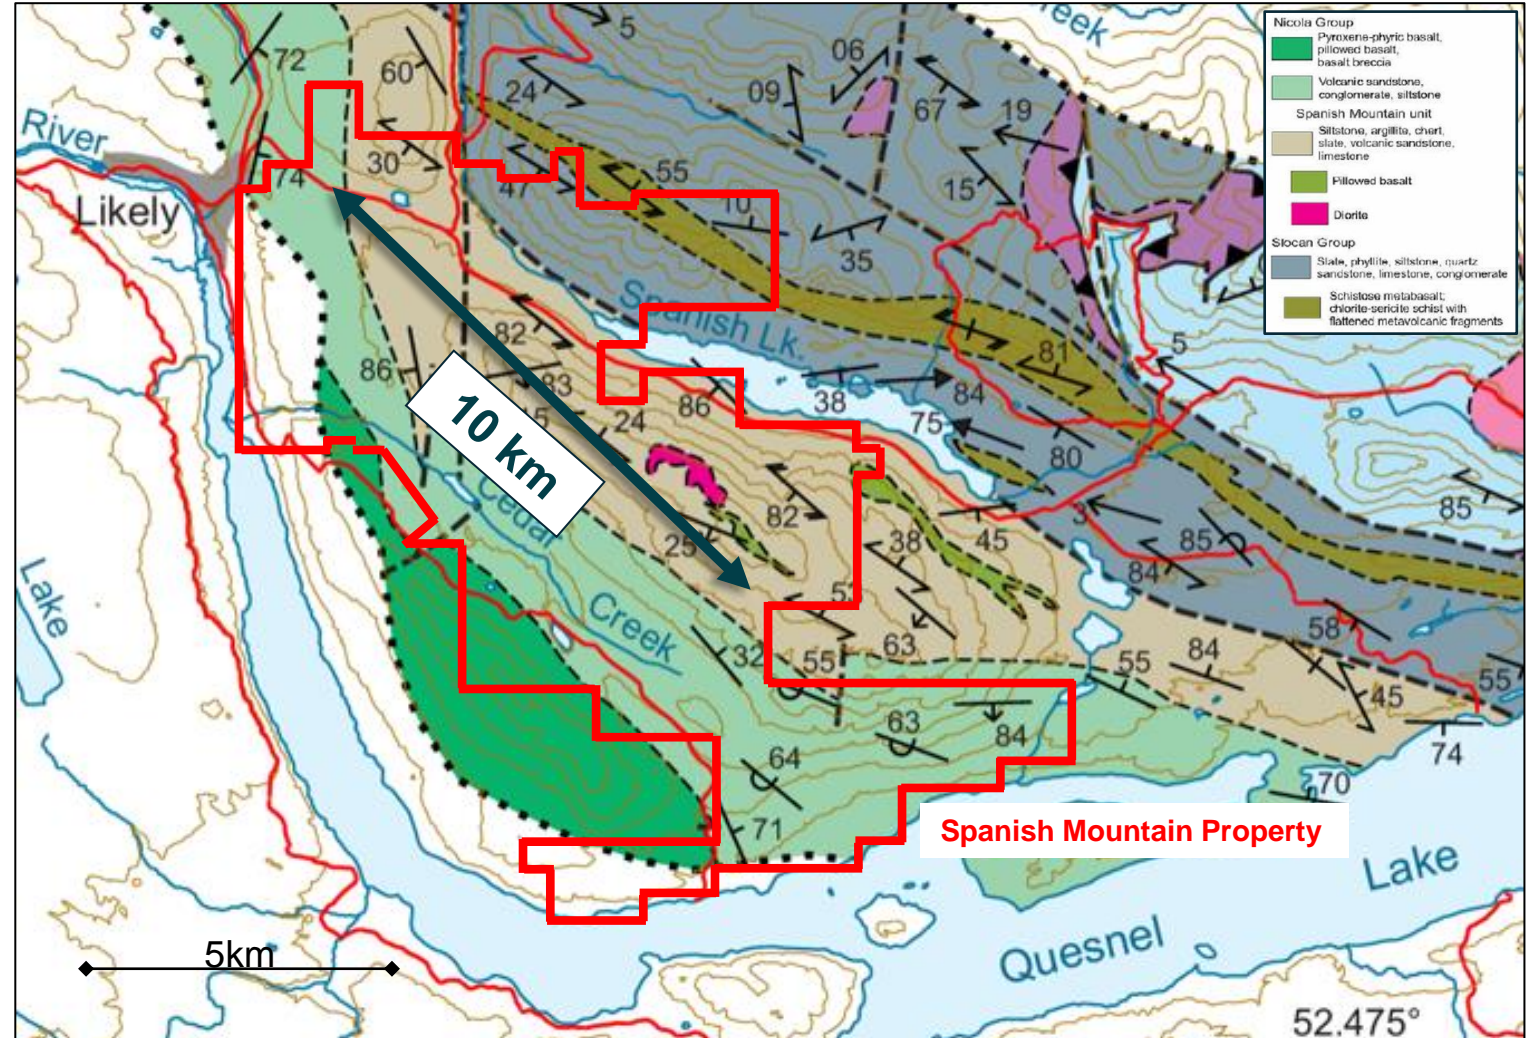 Creek
Nicola Group
Pyroxene-phyric basalt,
pillowed basalt,
basalt breccia
Volcanic sandstone,
conglomerate, siltstone
Spanish Mountain unit
Siltstone, argillite, chert,
slate, volcanic sandstone,
limestone
Pillowed basalt
Diorite
Slocan Group
Slate, phyllite, siltstone, quartz
sandstone, limestone, conglomerate
Schistose metabasalt;
chlorite-sericite schist with
flattened metavolcanic fragments
5
72
60
24
09
06
67
19
River
30
74
47
55
10
15
35
Likely
Spanish Lk.
82
83
86
5
81
84
38
86
24
75
80
10 km
Cedar
82
25
38
45
3
85
85
84
Lake
Creek
53
63
32
55
55
84
58
55
45
63
84
74
64
70
71
Spanish Mountain Property
Lake
Quesnel
5km
52.475°